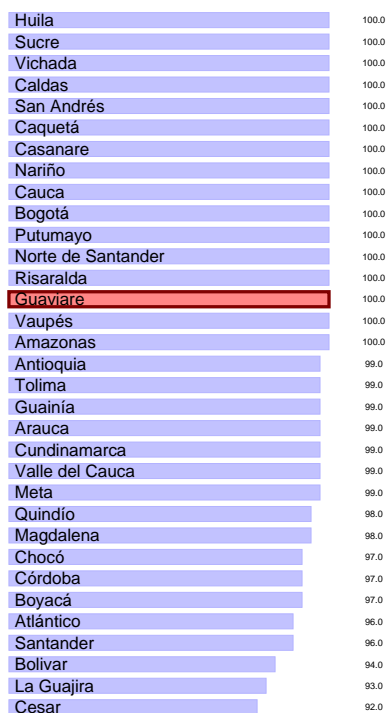 Huila 100.0
Sucre 100.0
Vichada 100.0
Caldas 100.0
San Andrés 100.0
Caquetá 100.0
Casanare 100.0
Nariño 100.0
Cauca 100.0
Bogotá 100.0
Putumayo 100.0
Norte de Santander 100.0
Risaralda 100.0
Guaviare 100.0
Vaupés 100.0
Amazonas 100.0
Antioquia 99.0
Tolima 99.0
Guainía 99.0
Arauca 99.0
Cundinamarca 99.0
Valle del Cauca 99.0
Meta 99.0
Quindío 98.0
Magdalena 98.0
Chocó 97.0
Córdoba 97.0
Boyacá 97.0
Atlántico 96.0
Santander 96.0
Bolivar 94.0
La Guajira 93.0
Cesar 92.0